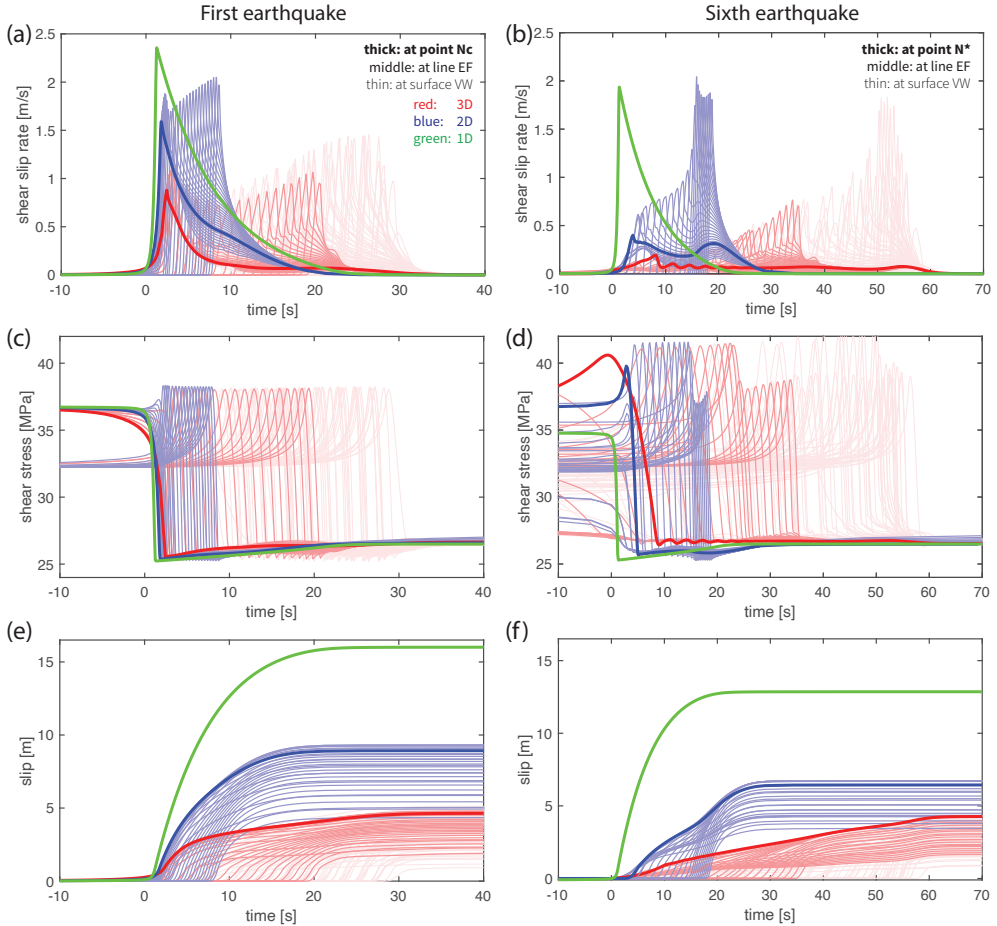 First earthquake
Sixth earthquake
(a)
thick: at point Nc
middle: at line EF
thin: at surface VW
red: 3D
blue: 2D
green: 1D
shear slip rate [m/s]
2.5
2
1.5
1
0.5
0
-10 0 10 20 30 40
time [s]
(b)
thick: at point N*
middle: at line EF
thin: at surface VW
shear slip rate [m/s]
2.5
2
1.5
1
0.5
0
-10 0 10 20 30 40 50 60 70
time [s]
(c)
shear stress [MPa]
40
35
30
25
-10 0 10 20 30 40
time [s]
(d)
shear stress [MPa]
40
35
30
25
-10 0 10 20 30 40 50 60 70
time [s]
(e)
slip [m]
15
10
5
0
-10 0 10 20 30 40
time [s]
(f)
slip [m]
15
10
5
0
-10 0 10 20 30 40 50 60 70
time [s]